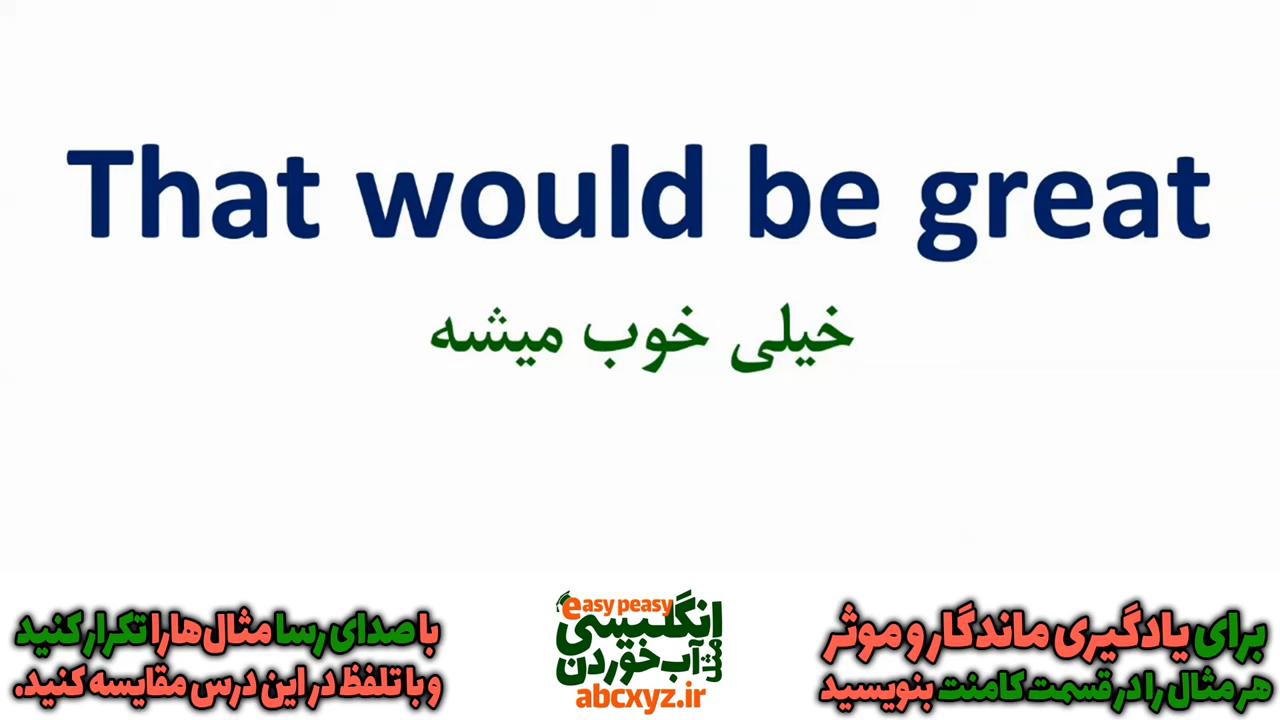 That would be great
خیلی خوب میشه
برای یادگیری ماندگار و موثر
هر مثال را در قسمت کامنت بنویسید
easy peasy
انگلیسی
مثل آب خوردن
abcxyz.ir
با صدای رسا مثال‌ها را تکرار کنید
و با تلفظ در این درس مقایسه کنید.